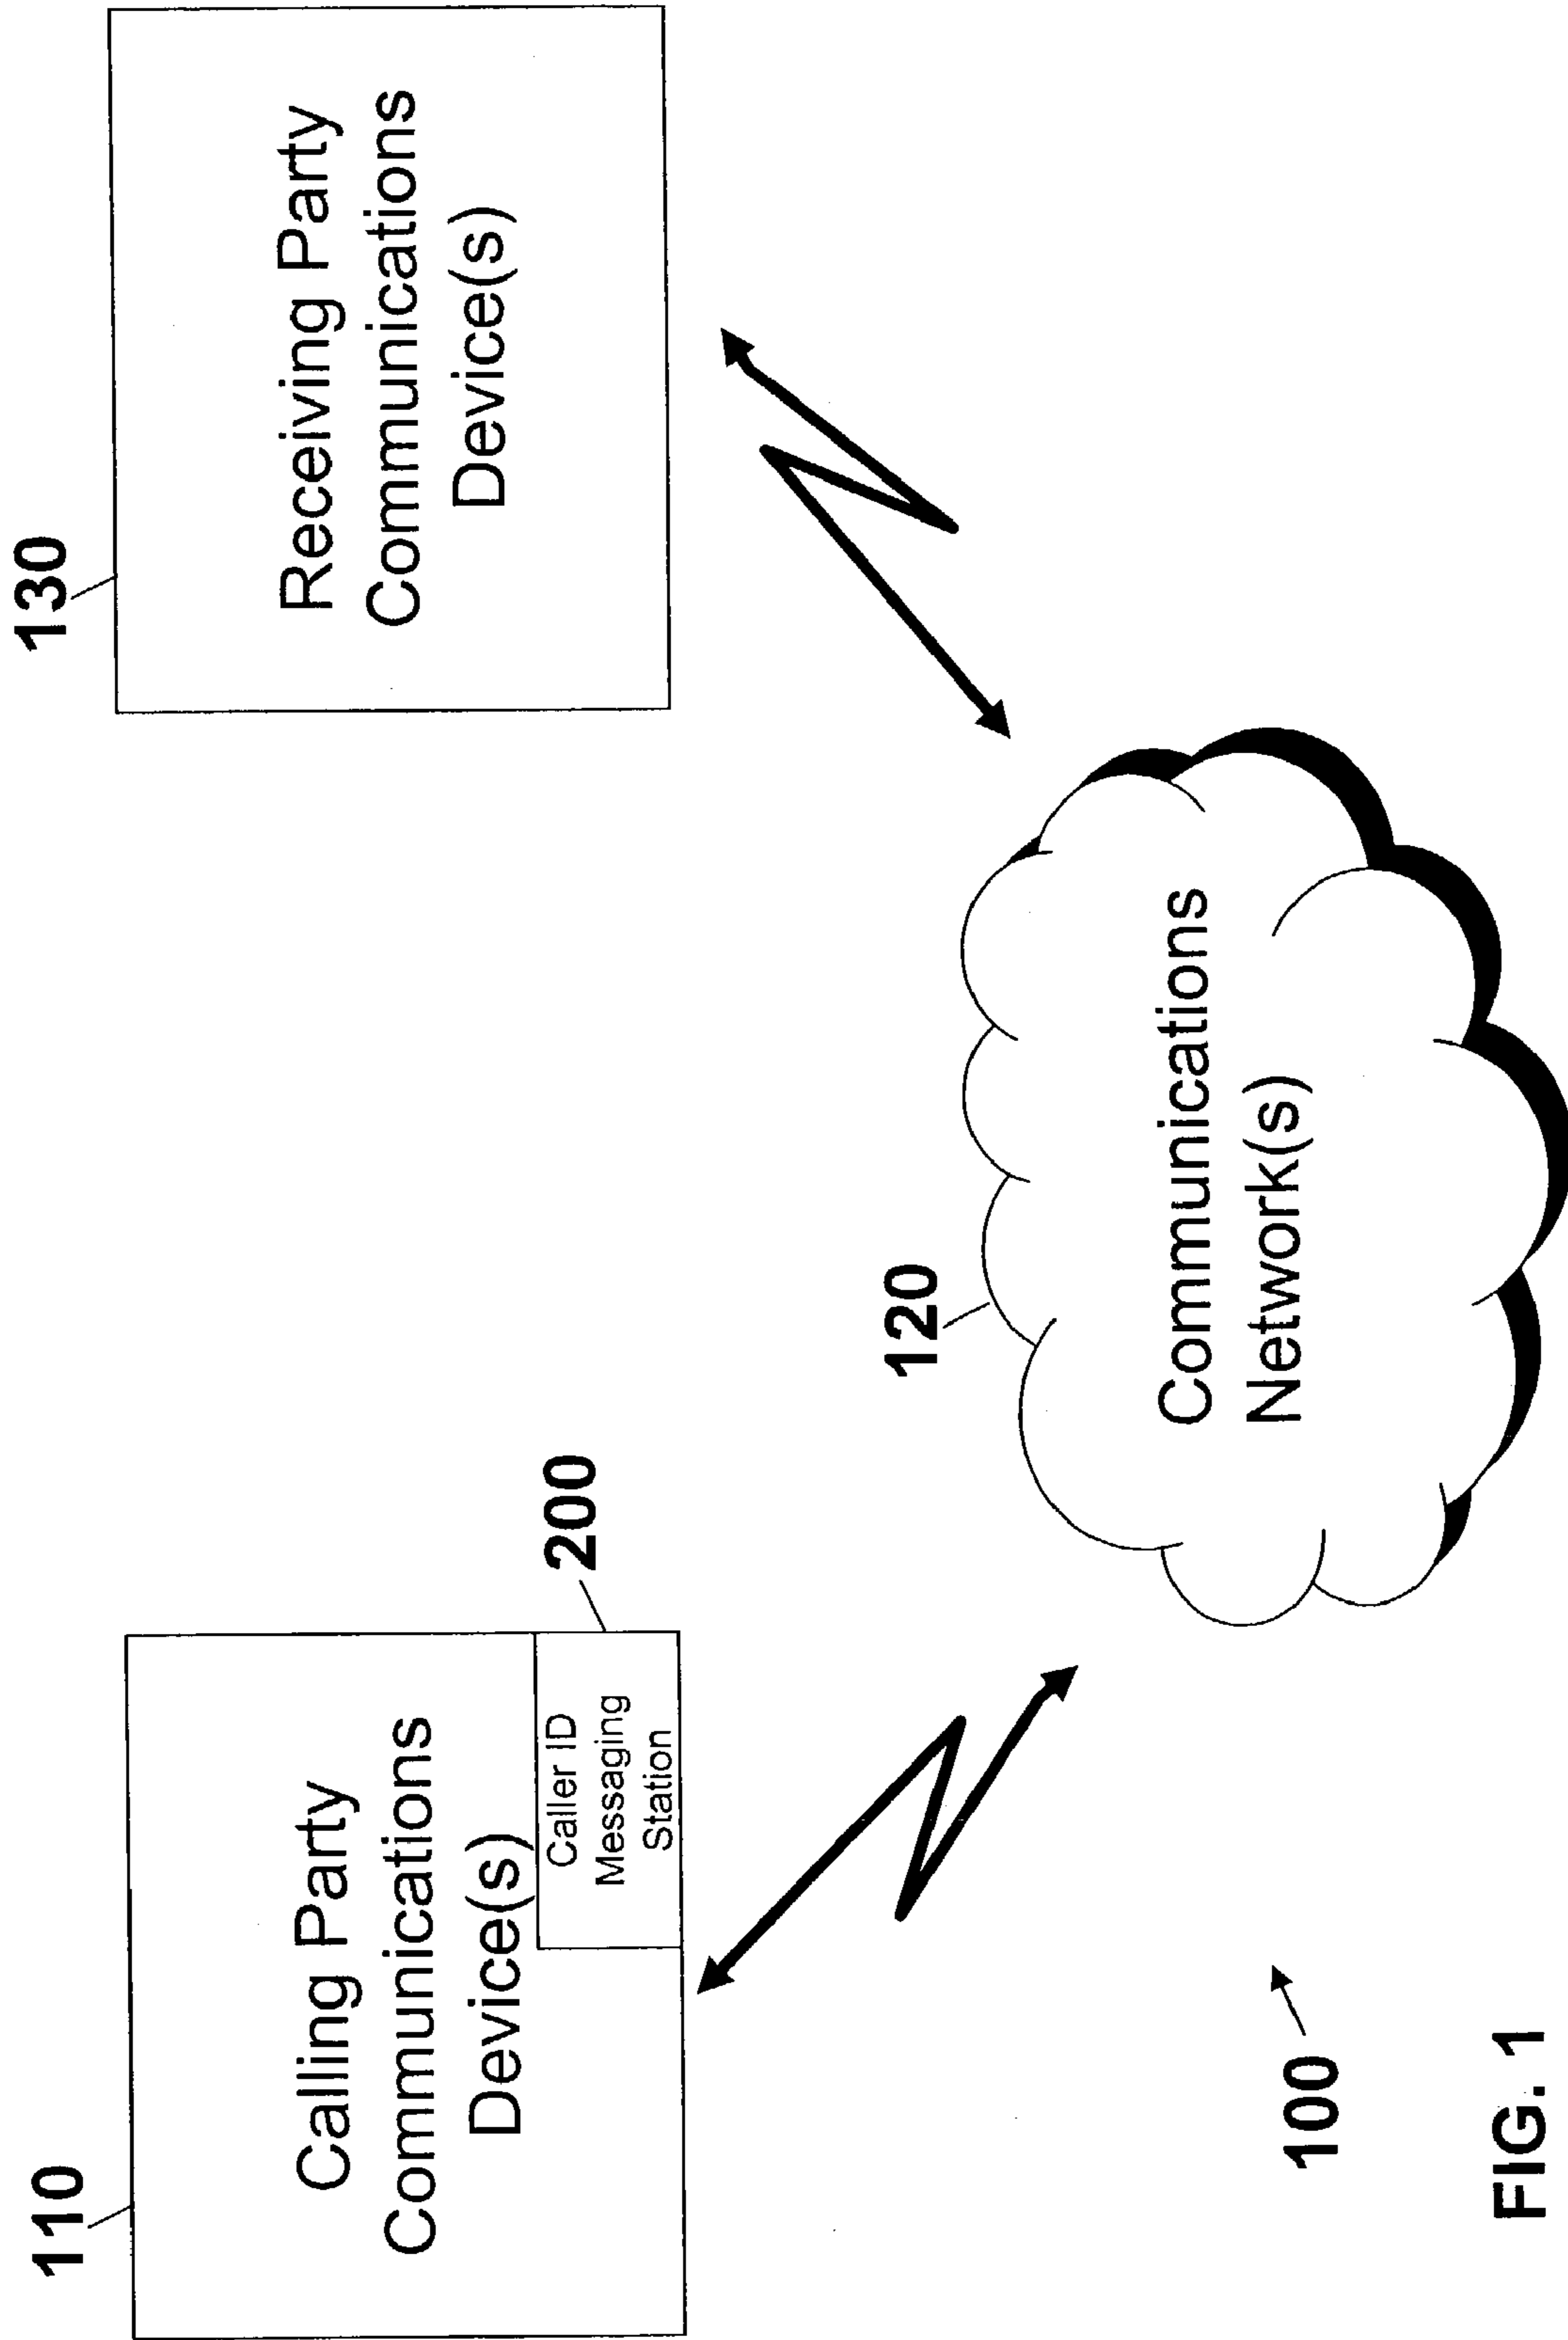 110
Calling Party
Communications
Device(s)
Caller ID
Messaging
Station
200
130
Receiving Party
Communications
Device(s)
120
Communications
Network(s)
100
FIG. 1